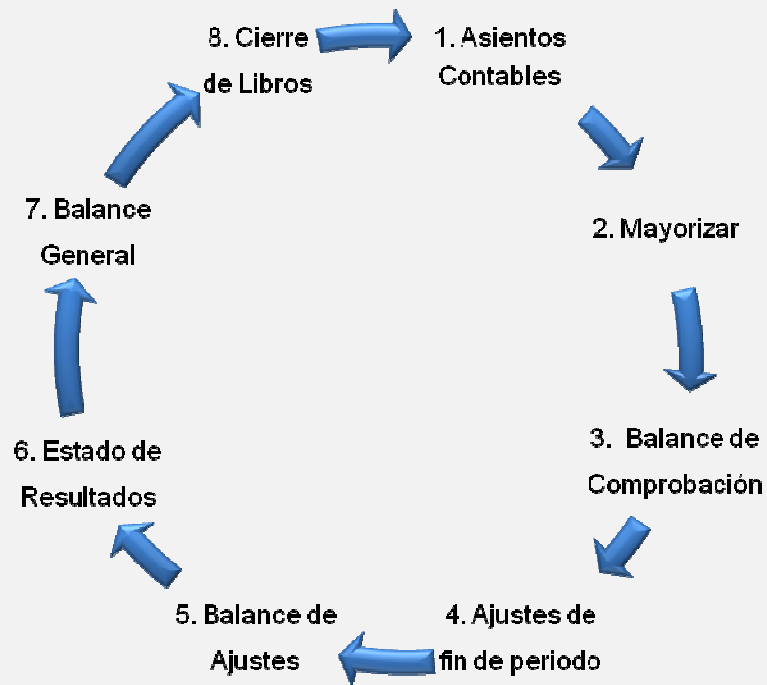 1. Asientos
Contables
2. Mayorizar
3. Balance de
Comprobación
4. Ajustes de
fin de periodo
5. Balance de
Ajustes
6. Estado de
Resultados
7. Balance
General
8. Cierre
de Libros